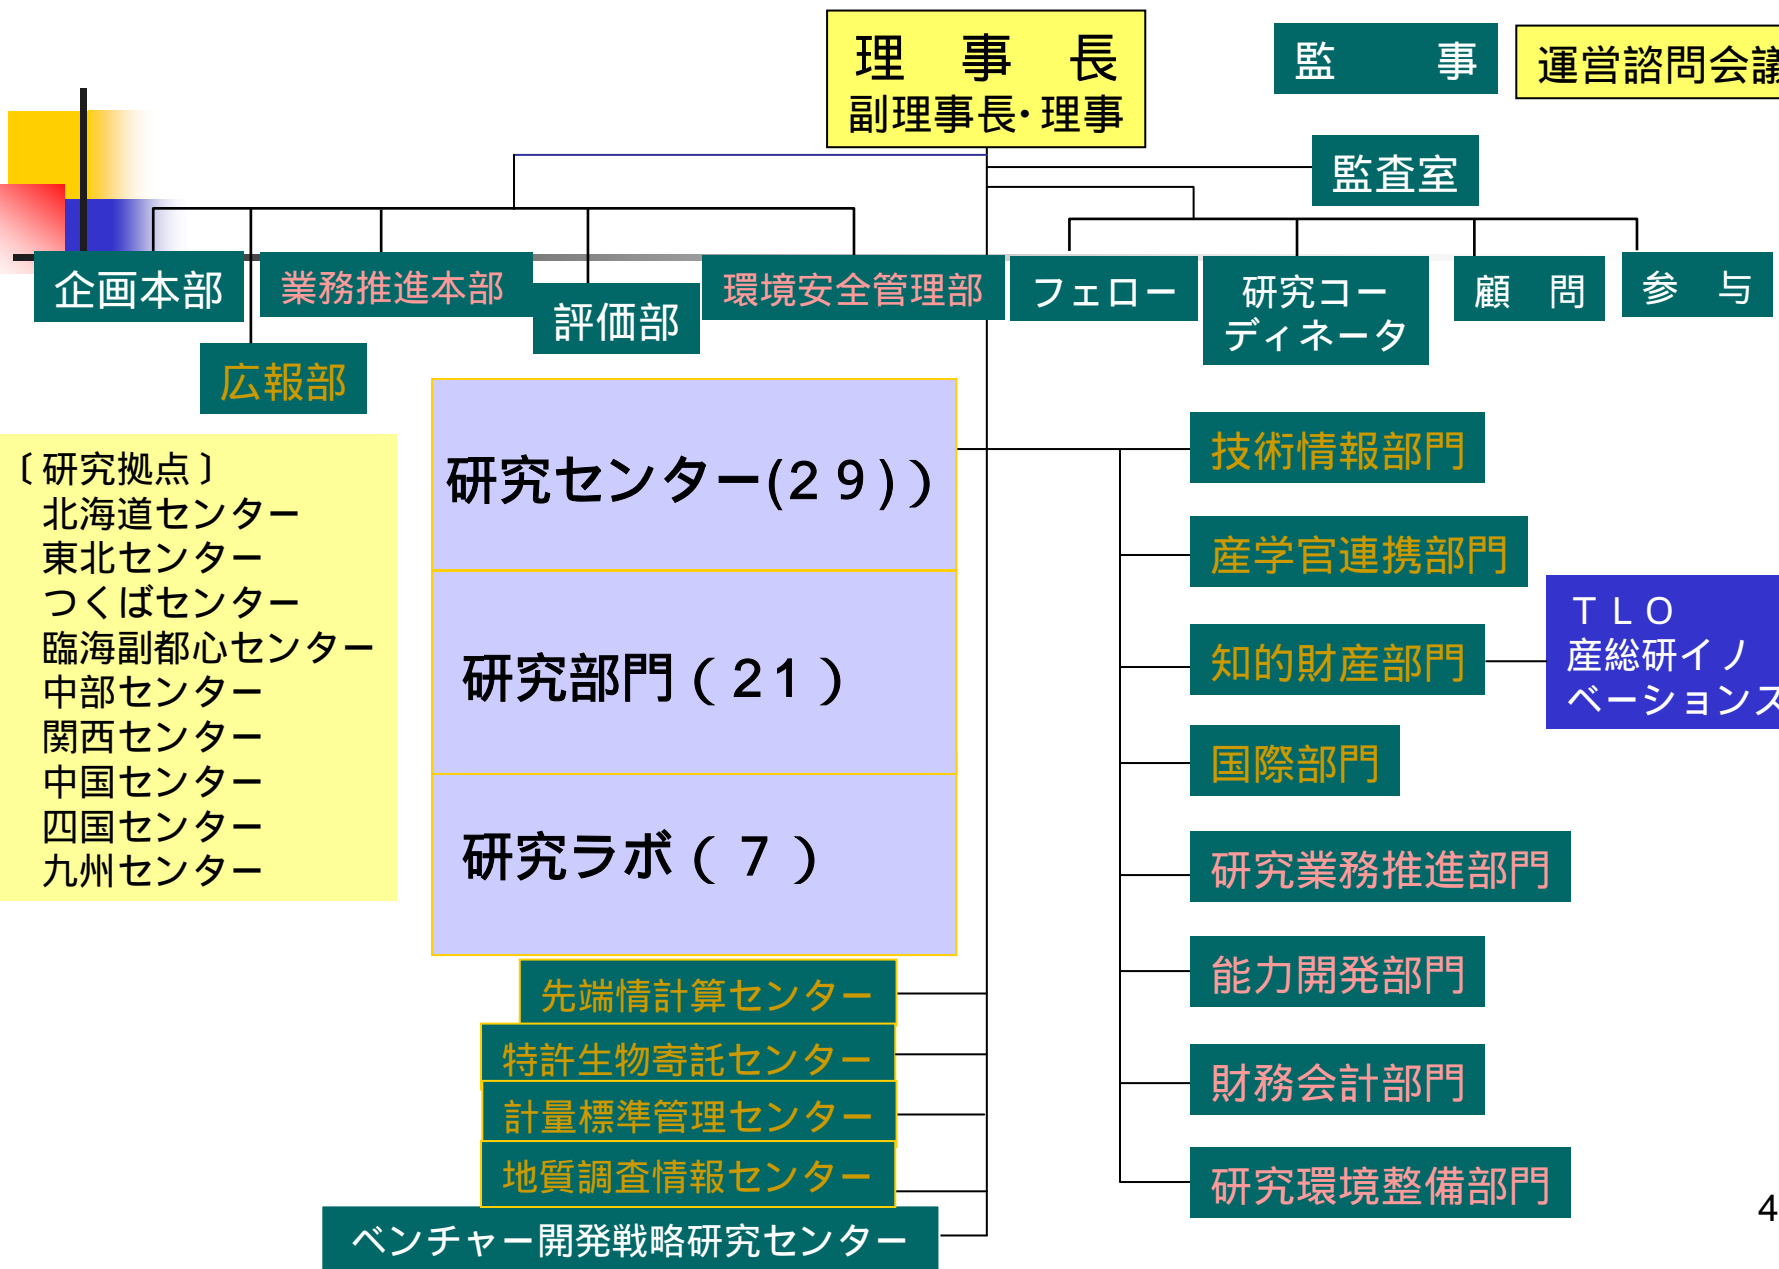 理　事　長
副理事長・理事
監　　事
運営諮問会議
監査室
企画本部
業務推進本部
評価部
環境安全管理部
フェロー
研究コー
ディネータ
顧　問
参　与
広報部
〔研究拠点〕
北海道センター
東北センター
つくばセンター
臨海副都心センター
中部センター
関西センター
中国センター
四国センター
九州センター
研究センター(２９)）
研究部門（２１）
研究ラボ（７）
先端情計算センター
特許生物寄託センター
計量標準管理センター
地質調査情報センター
ベンチャー開発戦略研究センター
技術情報部門
産学官連携部門
知的財産部門
ＴＬＯ
産総研イノ
ベーションズ
国際部門
研究業務推進部門
能力開発部門
財務会計部門
研究環境整備部門
4